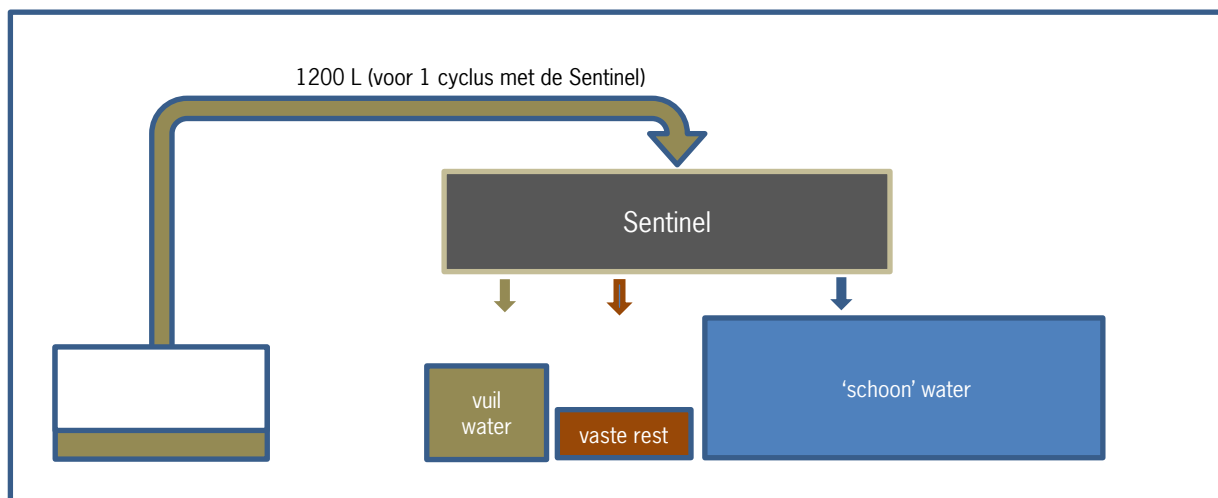 1200 L (voor 1 cyclus met de Sentinel)
Sentinel
vuil
water
vaste rest
‘schoon’ water